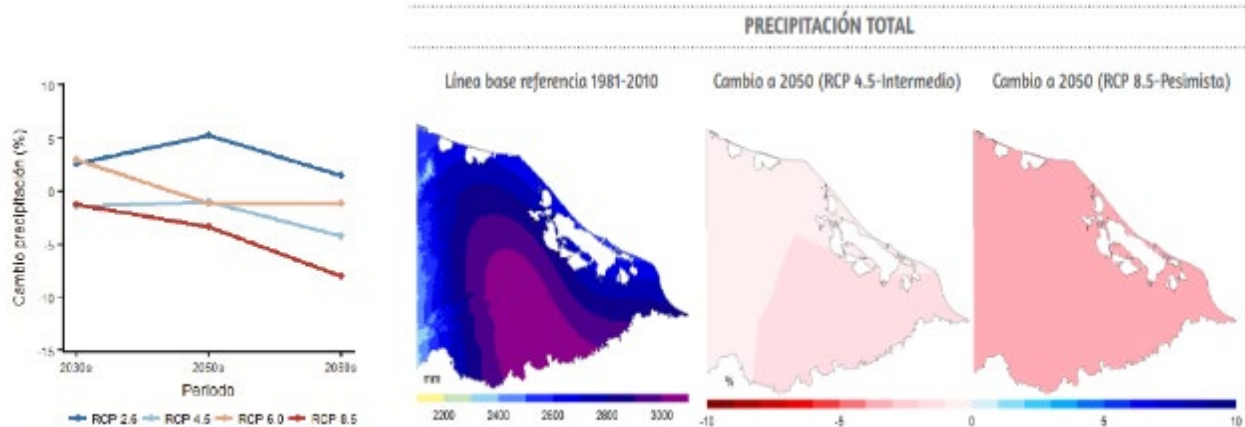 PRECIPITACIÓN TOTAL
Línea base referencia 1981-2010
Cambio a 2050 (RCP 4.5-Intermedio)
Cambio a 2050 (RCP 8.5-Pesimista)
Cambio precipitación (%)
10
5
0
-5
-10
-15
2030s
2050s
Periodo
RCP 2.6
RCP 4.5
RCP 6.0
RCP 8.5
mm
2200
2400
2600
2800
3000
%
-10
-5
0
5
10